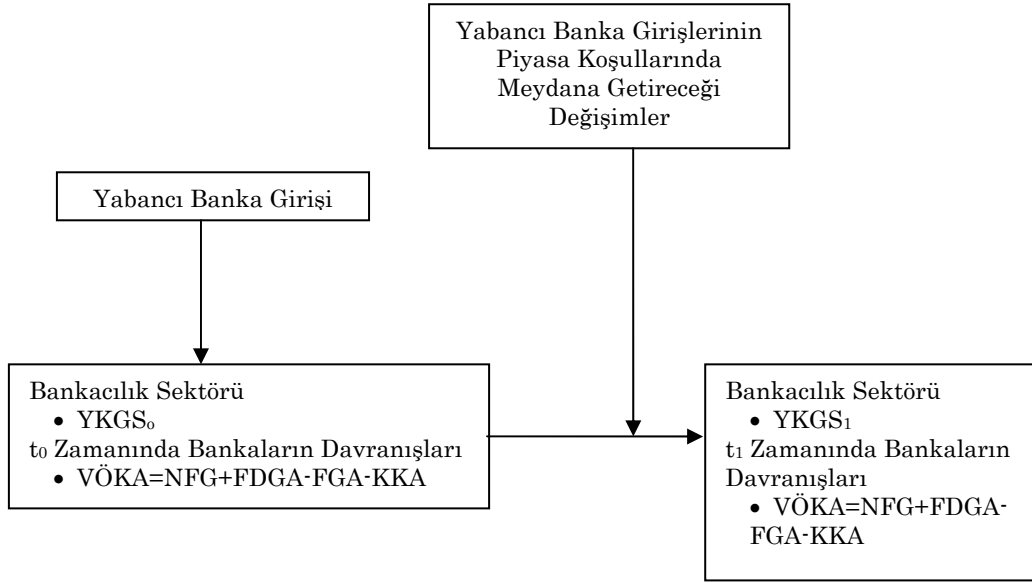 Yabancı Banka Girişlerinin
Piyasa Koşullarında
Meydana Getireceği
Değişimler
Yabancı Banka Girişi
Bankacılık Sektörü
• YKGSₒ
t₀ Zamanında Bankaların Davranışları
• VÖKA=NFG+FDGA-FGA-KKA
Bankacılık Sektörü
• YKGS₁
t₁ Zamanında Bankaların
Davranışları
• VÖKA=NFG+FDGA-
FGA-KKA